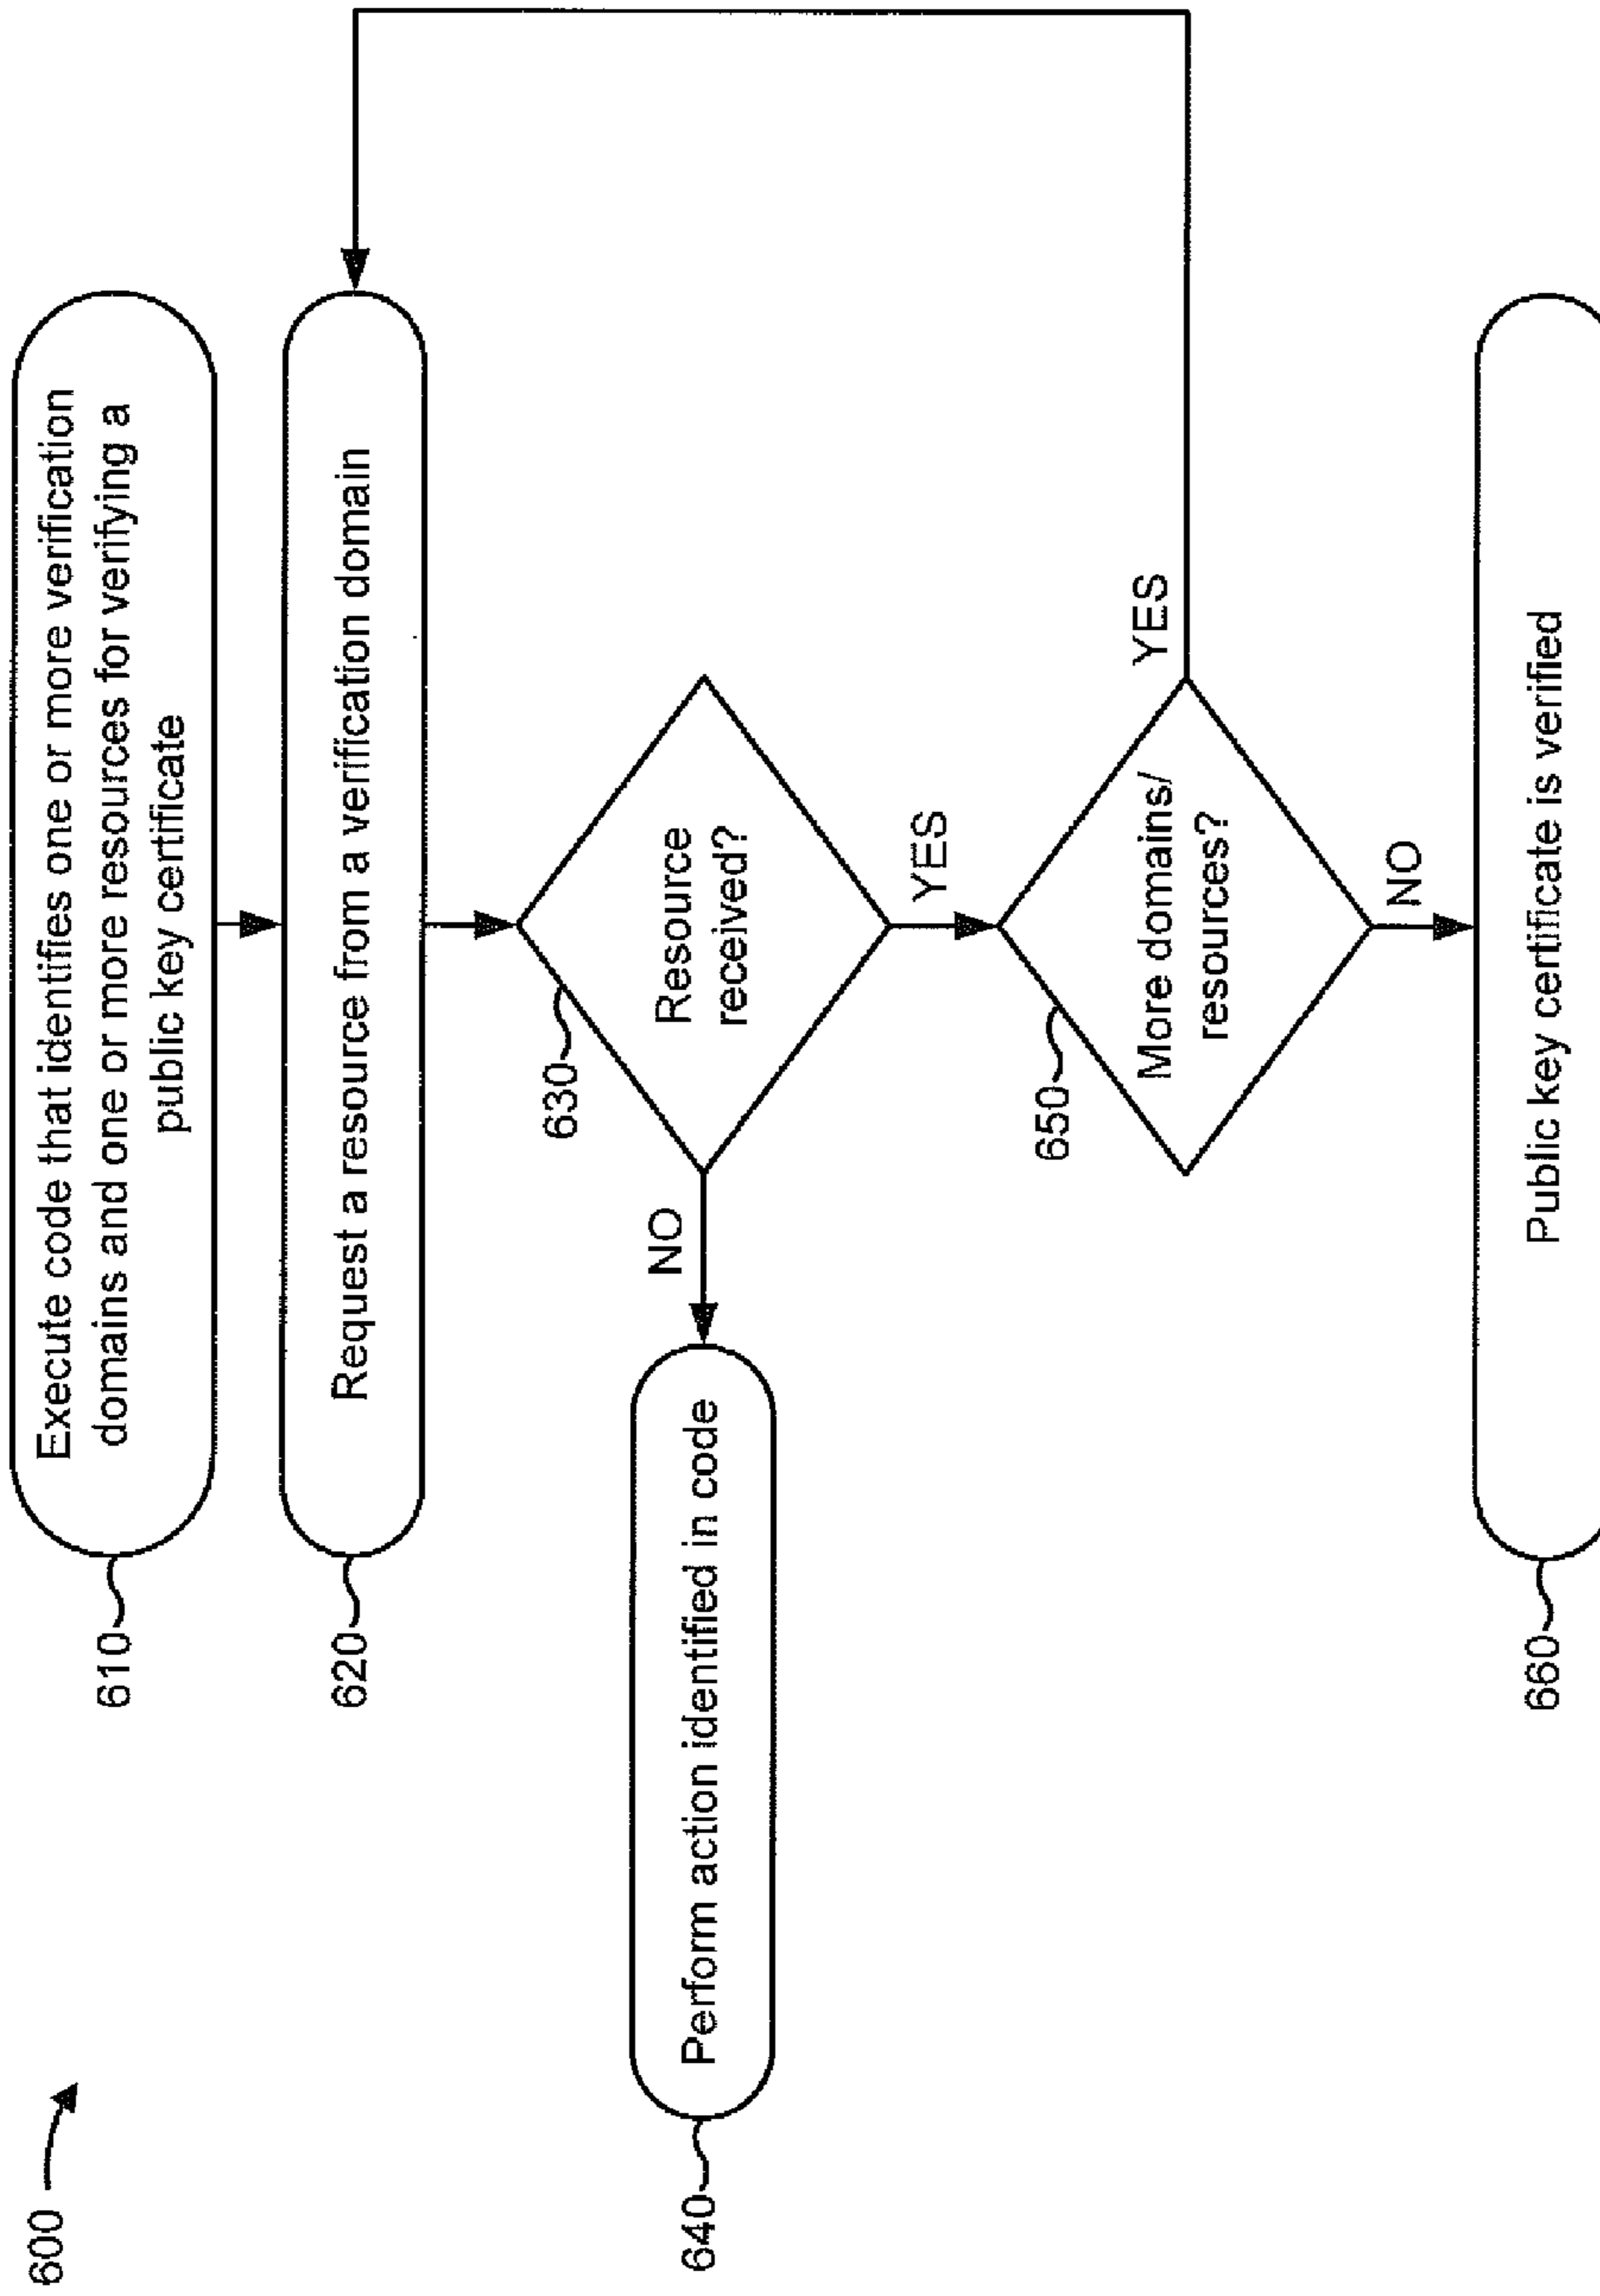 600
610
Execute code that identifies one or more verification
domains and one or more resources for verifying a
public key certificate
620
Request a resource from a verification domain
630
Resource
received?
NO
640
Perform action identified in code
YES
650
More domains/
resources?
YES
NO
660
Public key certificate is verified